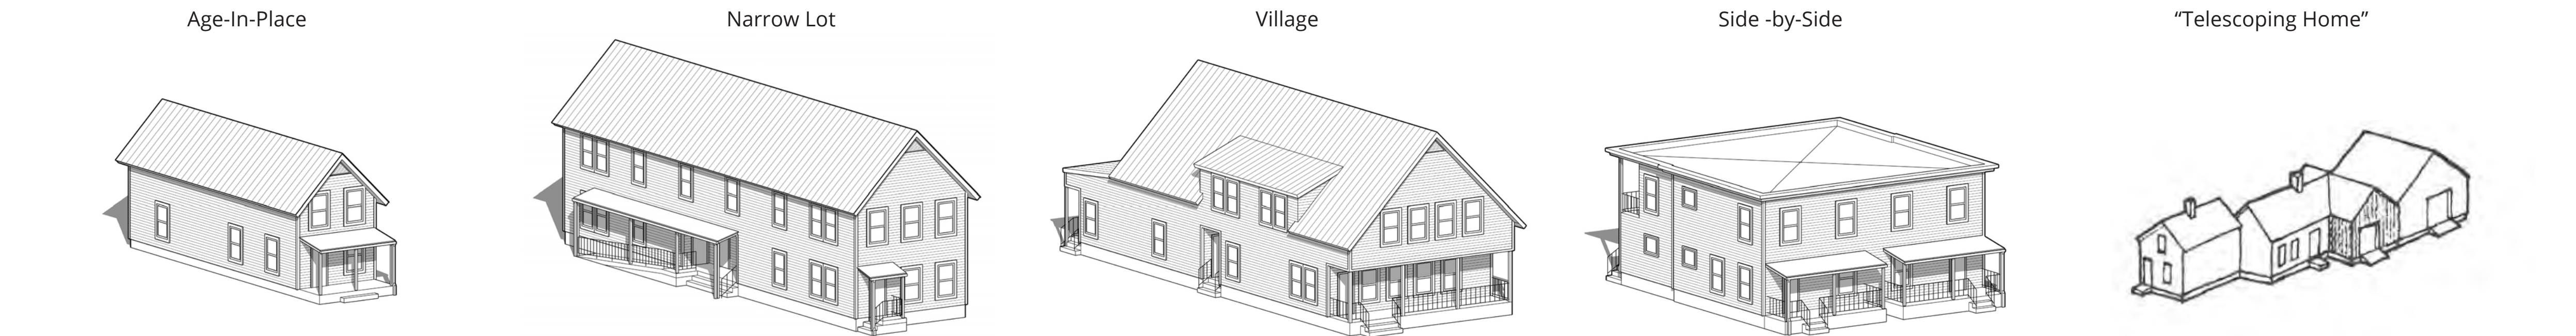 Age-In-Place
Narrow Lot
Village
Side -by-Side
“Telescoping Home”